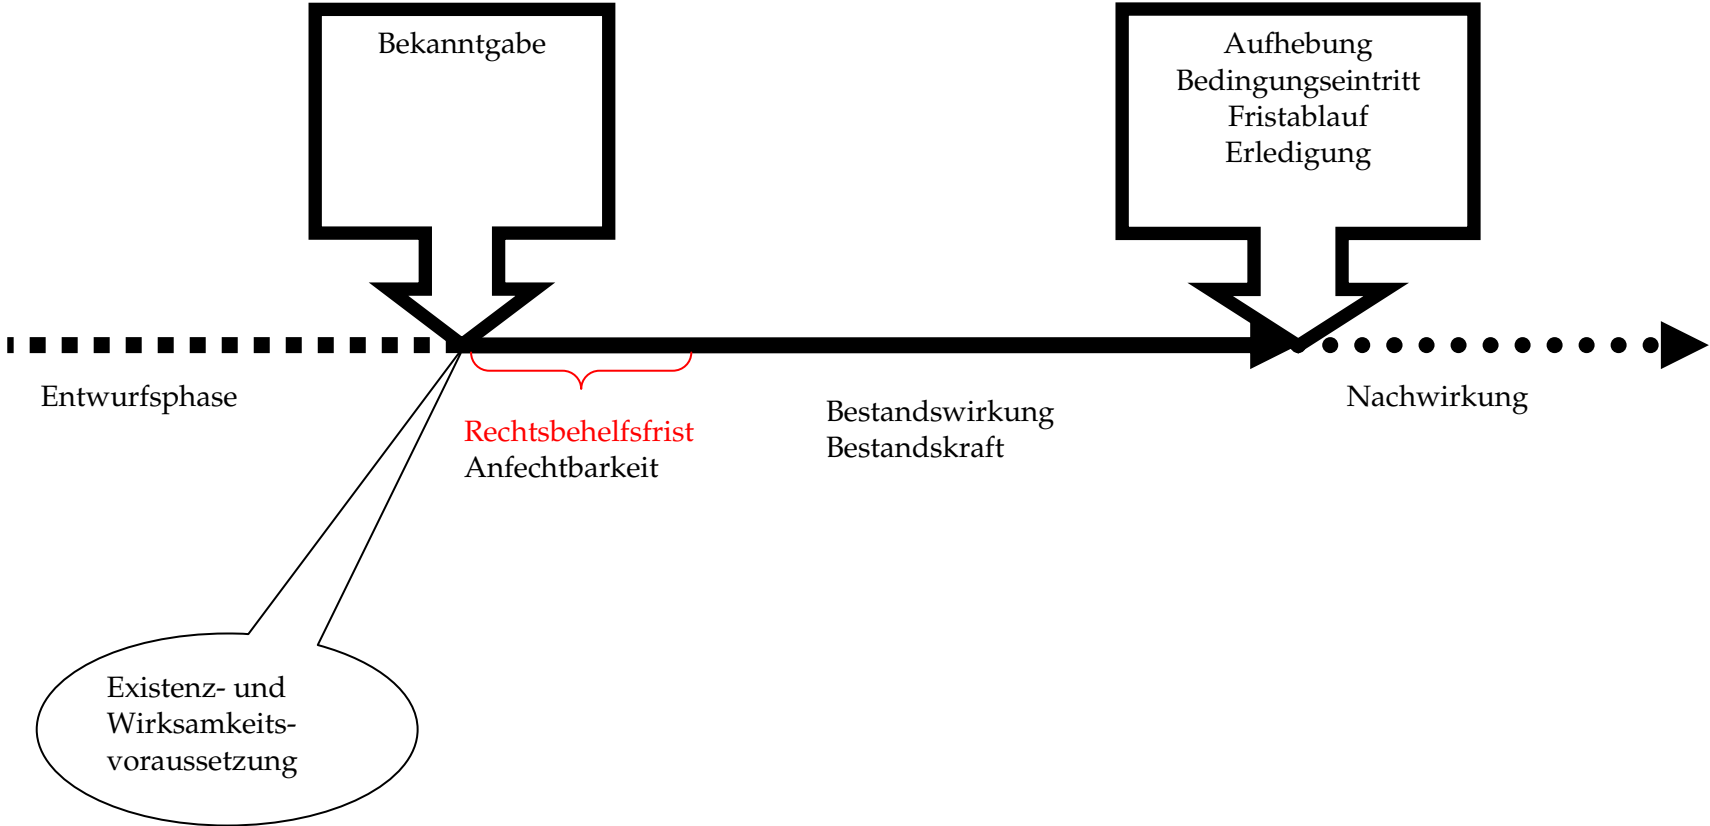 Bekanntgabe
Aufhebung
Bedingungseintritt
Fristablauf
Erledigung
Entwurfsphase
Rechtsbehelfsfrist
Anfechtbarkeit
Bestandswirkung
Bestandskraft
Nachwirkung
Existenz- und
Wirksamkeits-
voraussetzung